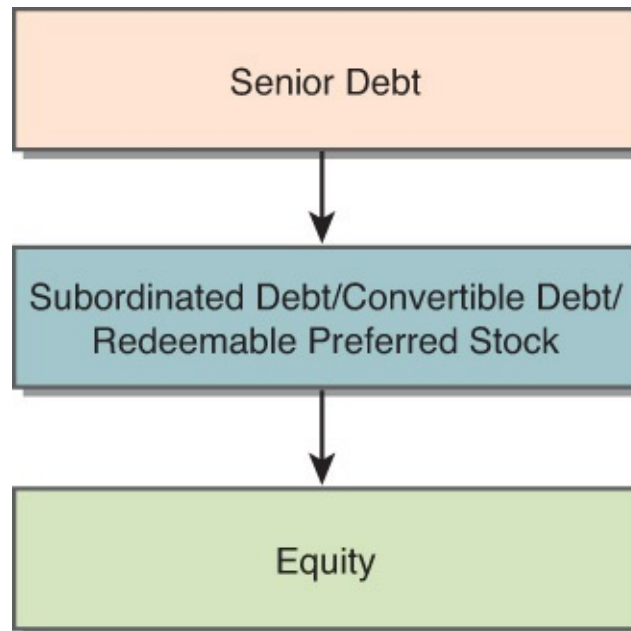 Senior Debt
Subordinated Debt/Convertible Debt/
Redeemable Preferred Stock
Equity